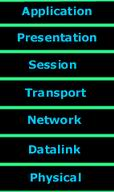 Application
Presentation
Session
Transport
Network
Datalink
Physical